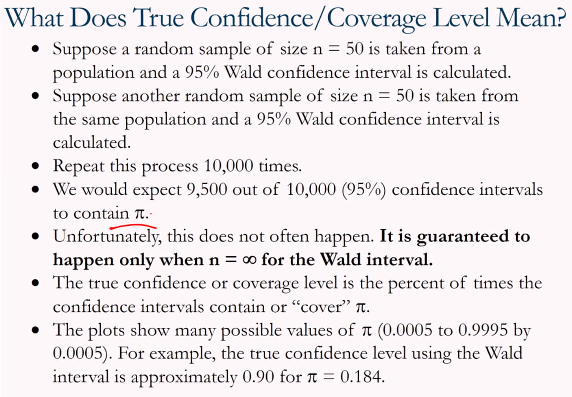 What Does True Confidence/Coverage Level Mean?
• Suppose a random sample of size n = 50 is taken from a
population and a 95% Wald confidence interval is calculated.
• Suppose another random sample of size n = 50 is taken from
the same population and a 95% Wald confidence interval is
calculated.
• Repeat this process 10,000 times.
• We would expect 9,500 out of 10,000 (95%) confidence intervals
to contain π.
• Unfortunately, this does not often happen. It is guaranteed to
happen only when n = ∞ for the Wald interval.
• The true confidence or coverage level is the percent of times the
confidence intervals contain or “cover” π.
• The plots show many possible values of π (0.0005 to 0.9995 by
0.0005). For example, the true confidence level using the Wald
interval is approximately 0.90 for π = 0.184.